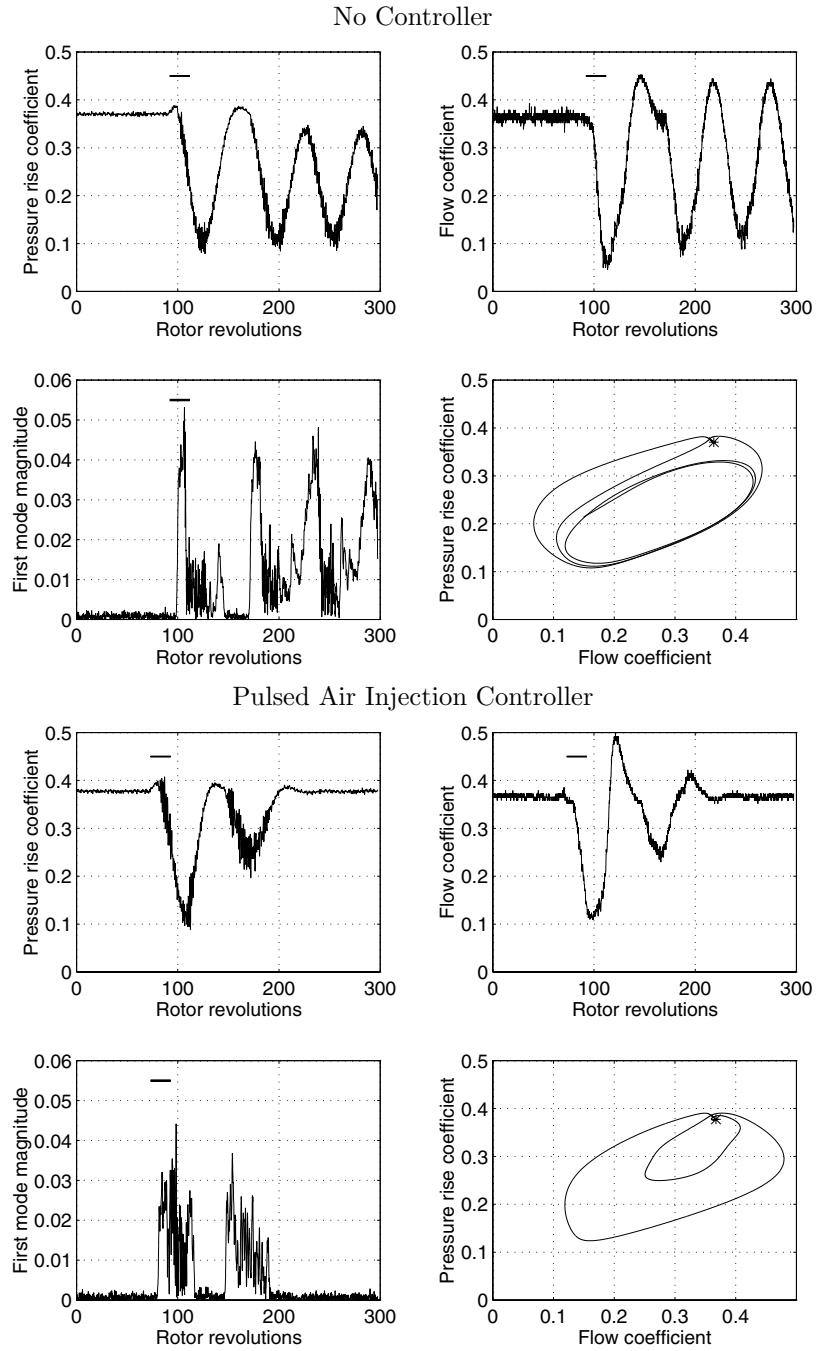 No Controller
0.5
0.4
0.3
0.2
0.1
0
0 100 200 300
Pressure rise coefficient
Rotor revolutions
0.5
0.4
0.3
0.2
0.1
0
0 100 200 300
Flow coefficient
Rotor revolutions
0.06
0.05
0.04
0.03
0.02
0.01
0
0 100 200 300
First mode magnitude
Rotor revolutions
0.5
0.4
0.3
0.2
0.1
0
0 0.1 0.2 0.3 0.4
Pressure rise coefficient
Flow coefficient
Pulsed Air Injection Controller
0.5
0.4
0.3
0.2
0.1
0
0 100 200 300
Pressure rise coefficient
Rotor revolutions
0.5
0.4
0.3
0.2
0.1
0
0 100 200 300
Flow coefficient
Rotor revolutions
0.06
0.05
0.04
0.03
0.02
0.01
0
0 100 200 300
First mode magnitude
Rotor revolutions
0.5
0.4
0.3
0.2
0.1
0
0 0.1 0.2 0.3 0.4
Pressure rise coefficient
Flow coefficient